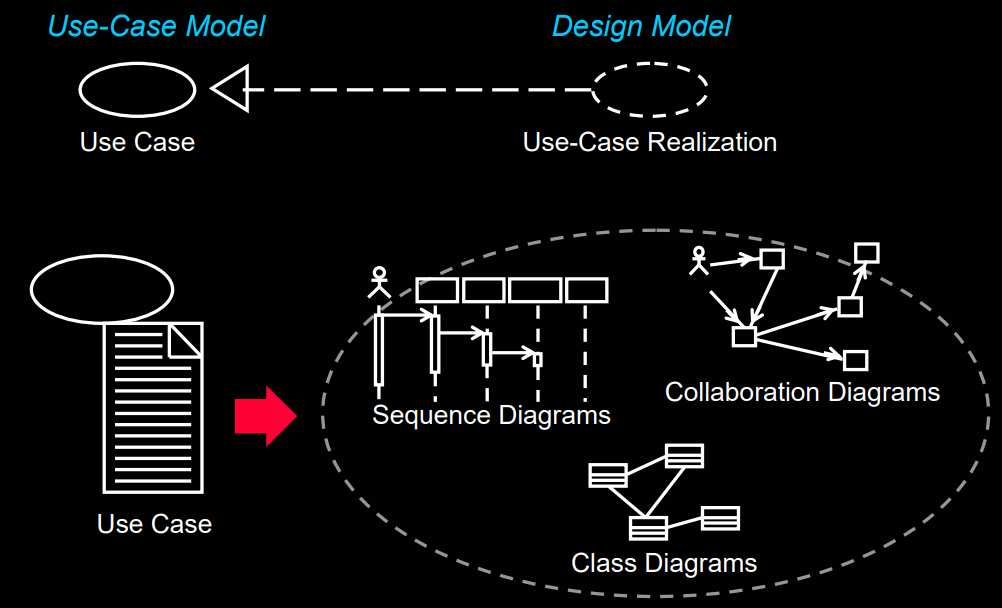 Use-Case Model
Design Model
Use Case
Use-Case Realization
Sequence Diagrams
Collaboration Diagrams
Use Case
Class Diagrams